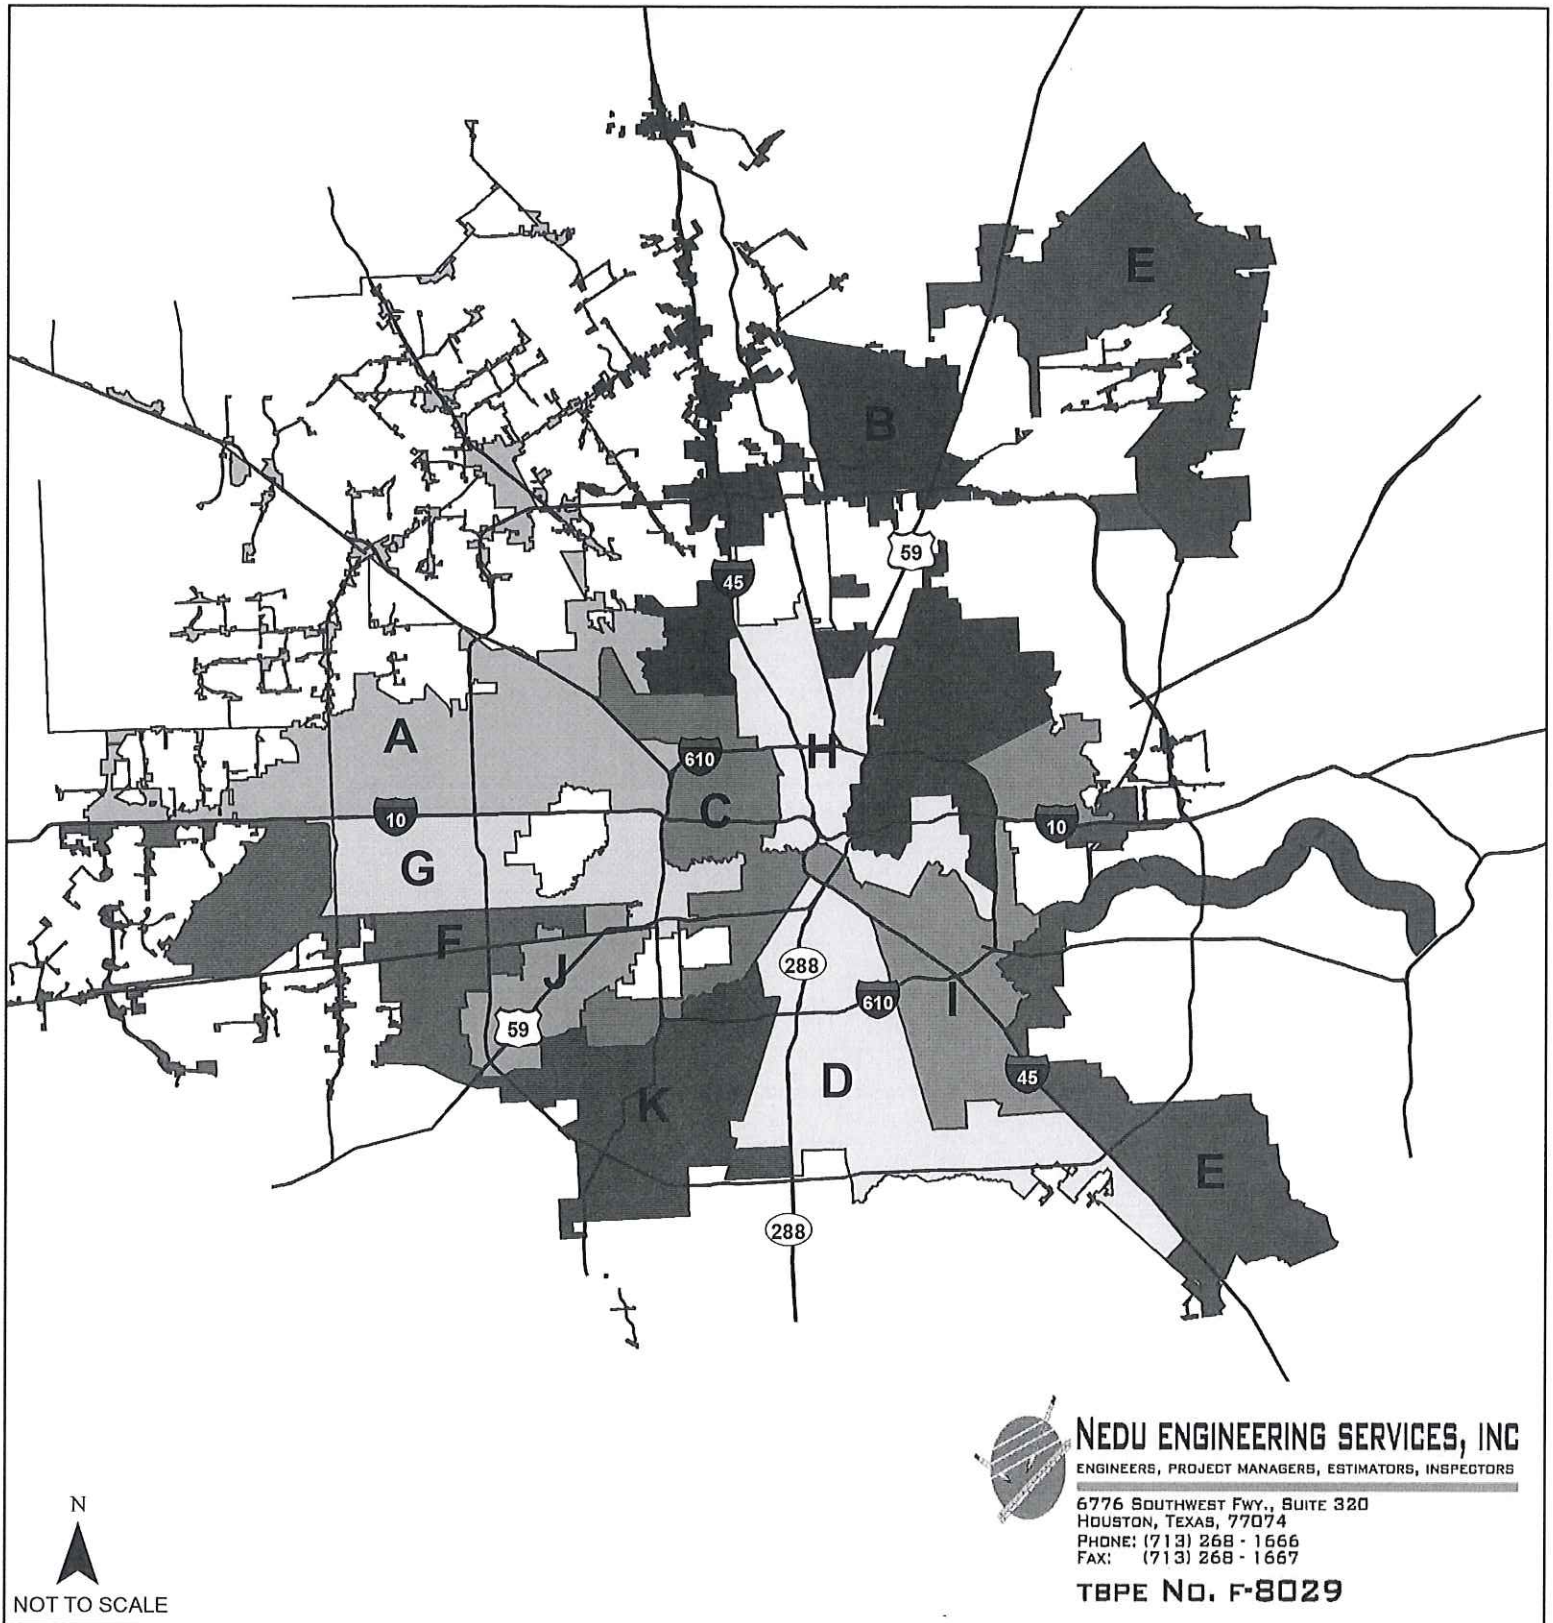 E
B
59
45
A
H
610
C
10
10
G
F
J
288
610
I
59
45
D
K
E
288
NEDU ENGINEERING SERVICES, INC
ENGINEERS, PROJECT MANAGERS, ESTIMATORS, INSPECTORS
6776 SOUTHWEST FWY., SUITE 320
HOUSTON, TEXAS, 77074
PHONE: (713) 268 - 1666
FAX: (713) 268 - 1667
TBPE NO. F-8029
N
NOT TO SCALE